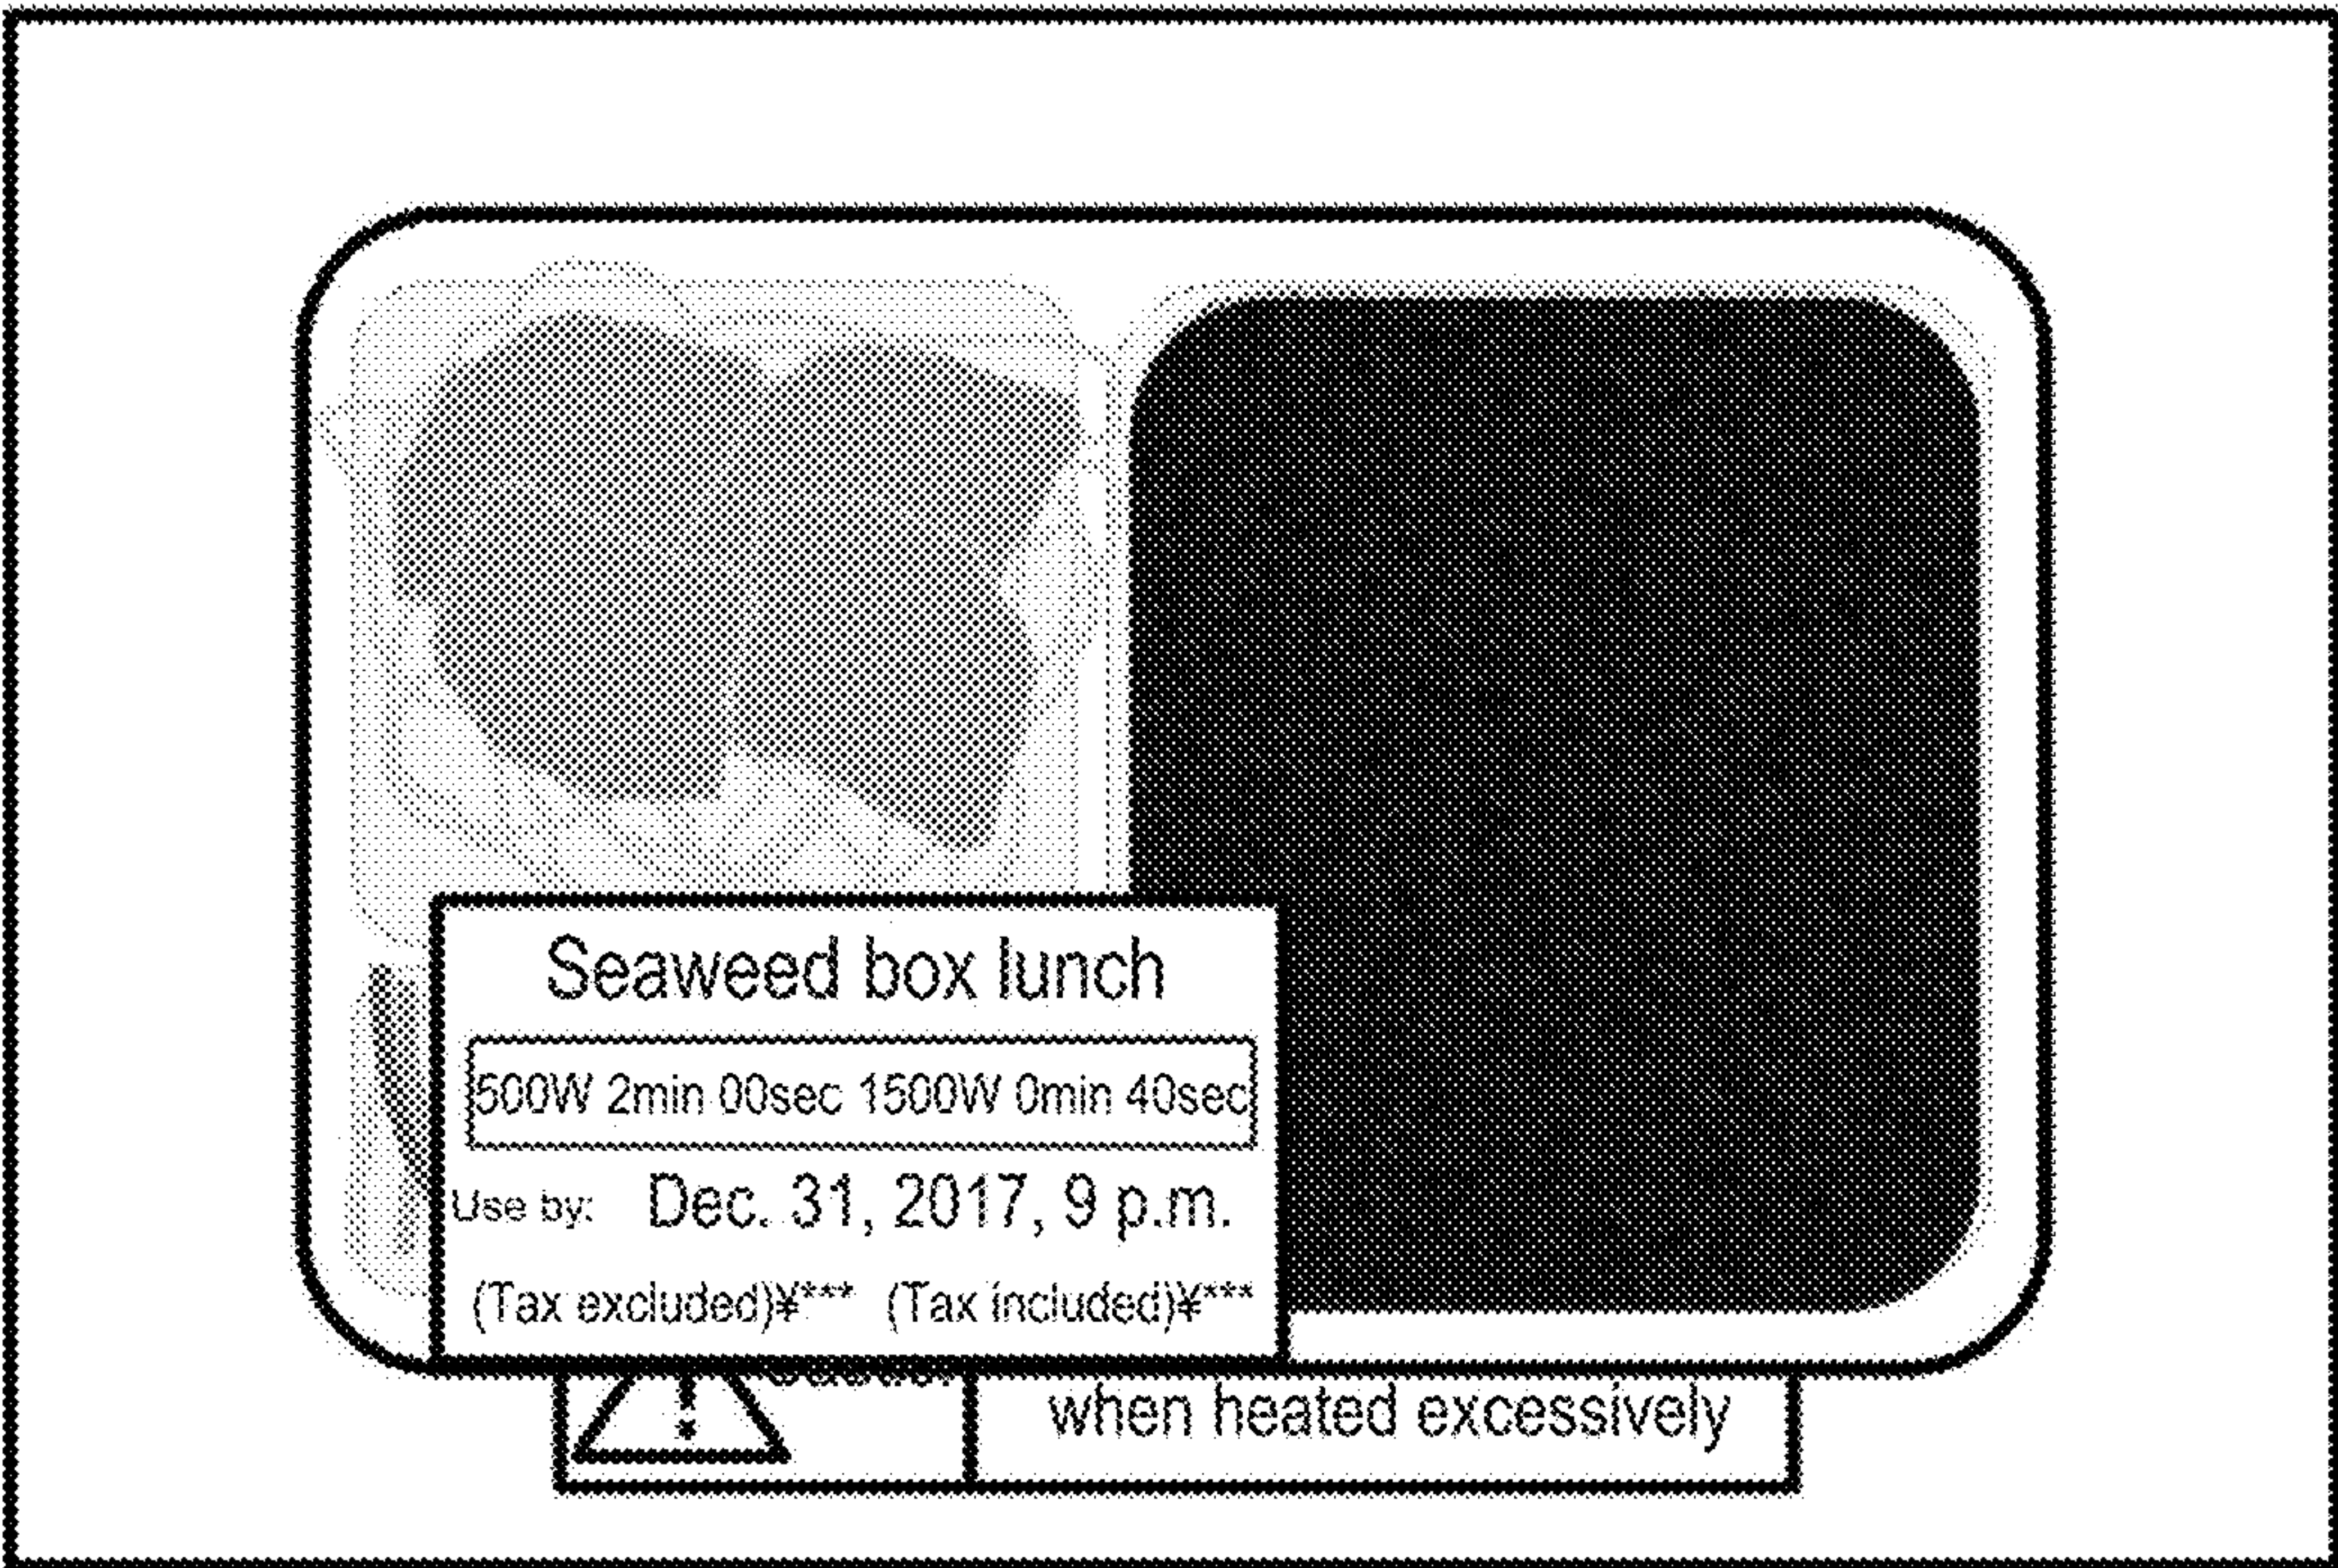 Seaweed box lunch
500W 2min 00sec 1500W 0min 40sec
Use by: Dec. 31, 2017, 9 p.m.
(Tax excluded)¥*** (Tax included)¥***
!
when heated excessively